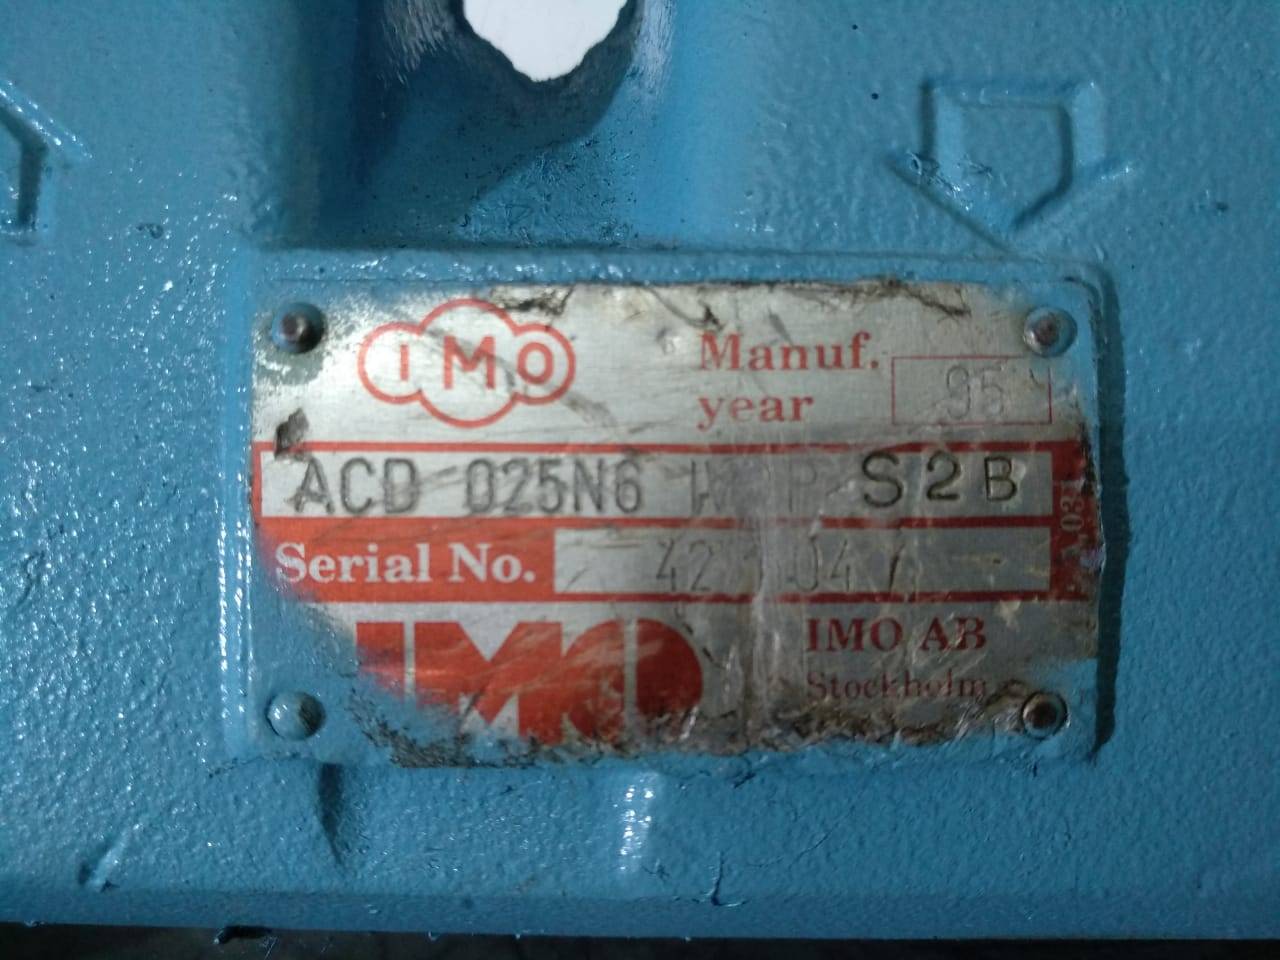 IMO
Manuf.
year 95
ACD 025N6 P S2B
Serial No.
IMO
IMO AB
Stockholm